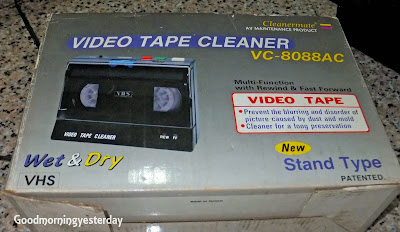 Cleanermate
AV MAINTENANCE PRODUCT
VIDEO TAPE CLEANER
VC-8088AC
Multi-Function
with Rewind & Fast Forward
VHS
VIDEO TAPE
• Prevent the blurring and disorder of
picture caused by dust and mold
• Cleaner for a long preservation
VIDEO TAPE CLEANER
REW FF
Wet & Dry
VHS
New
Stand Type
PATENTED.
Goodmorningyesterday